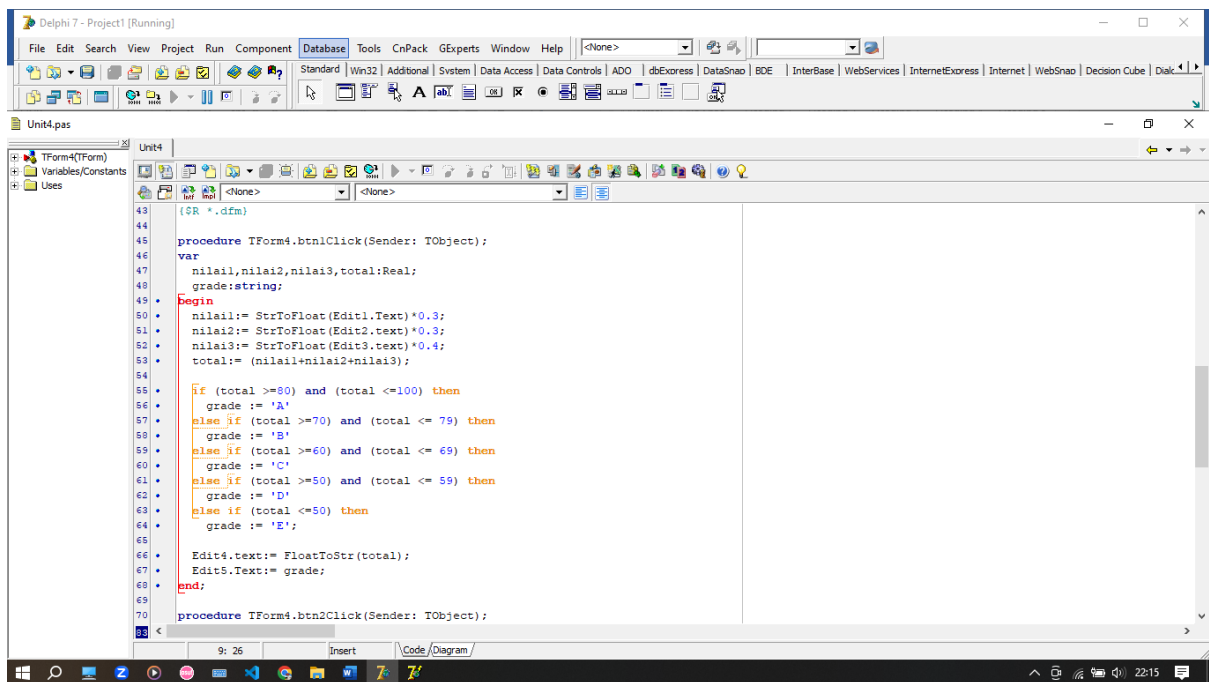 Delphi 7 - Project1 [Running]
File Edit Search View Project Run Component Database Tools CnPack GExperts Window Help <None>
Standard Win32 Additional System Data Access Data Controls ADO dbExpress DataSnap BDE InterBase WebServices InternetExpress Internet WebSnap Decision Cube Dialc
Unit4.pas
TForm4(TForm)
Variables/Constants
Uses
Unit4
<None> <None>
43 {$R *.dfm}
44
45 procedure TForm4.btn1Click(Sender: TObject);
46 var
47 nilai1,nilai2,nilai3,total:Real;
48 grade:string;
49 begin
50 nilai1:= StrToFloat(Edit1.Text)*0.3;
51 nilai2:= StrToFloat(Edit2.text)*0.3;
52 nilai3:= StrToFloat(Edit3.text)*0.4;
53 total:= (nilai1+nilai2+nilai3);
54
55 if (total >=80) and (total <=100) then
56 grade := 'A'
57 else if (total >=70) and (total <= 79) then
58 grade := 'B'
59 else if (total >=60) and (total <= 69) then
60 grade := 'C'
61 else if (total >=50) and (total <= 59) then
62 grade := 'D'
63 else if (total <=50) then
64 grade := 'E';
65
66 Edit4.text:= FloatToStr(total);
67 Edit5.Text:= grade;
68 end;
69
70 procedure TForm4.btn2Click(Sender: TObject);
83
9: 26 Insert Code Diagram
22:15